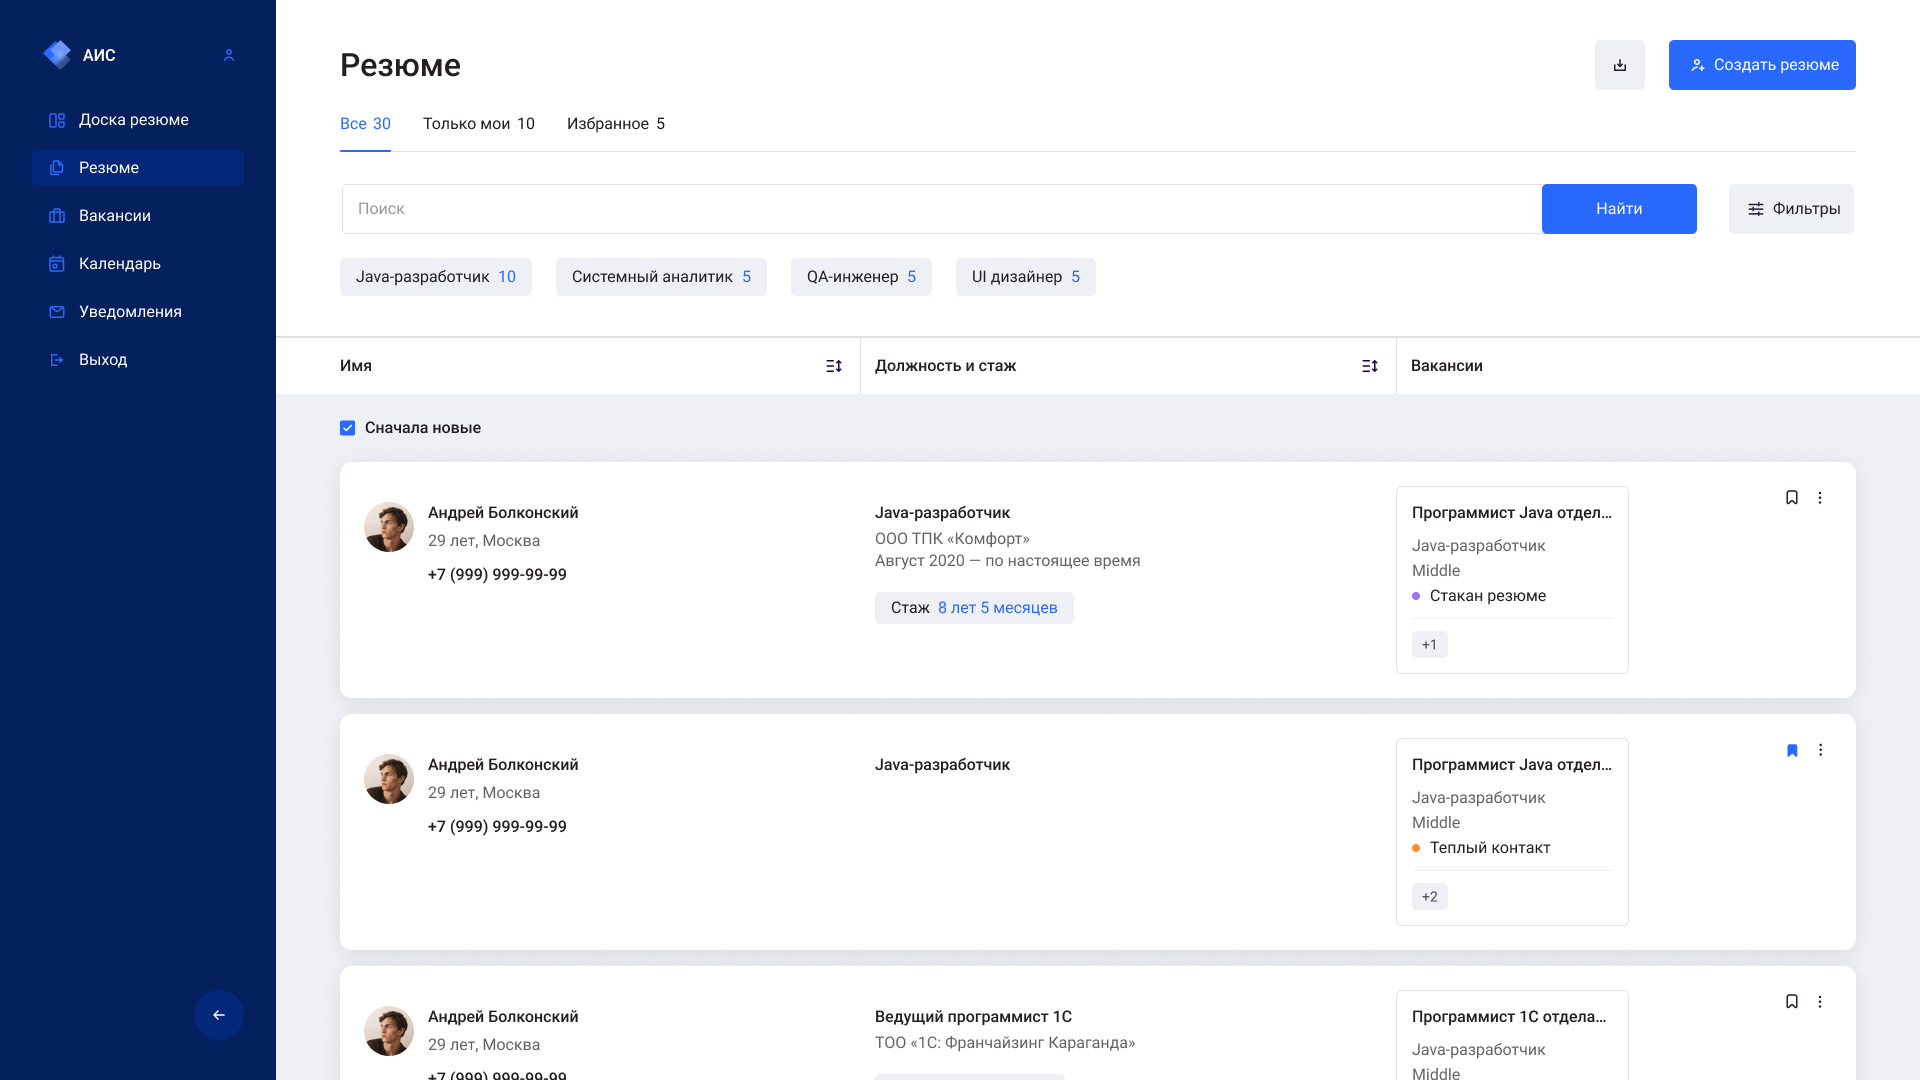 АИС
Доска резюме
Резюме
Вакансии
Календарь
Уведомления
Выход
Резюме
Создать резюме
Все 30
Только мои 10
Избранное 5
Поиск
Найти
Фильтры
Java-разработчик 10
Системный аналитик 5
QA-инженер 5
UI дизайнер 5
Имя
Должность и стаж
Вакансии
Сначала новые
Андрей Болконский
29 лет, Москва
+7 (999) 999-99-99
Java-разработчик
ООО ТПК «Комфорт»
Август 2020 — по настоящее время
Стаж 8 лет 5 месяцев
Программист Java отдел...
Java-разработчик
Middle
Стакан резюме
+1
Андрей Болконский
29 лет, Москва
+7 (999) 999-99-99
Java-разработчик
Программист Java отдел...
Java-разработчик
Middle
Теплый контакт
+2
Андрей Болконский
29 лет, Москва
+7 (999) 999-99-99
Ведущий программист 1С
ТОО «1С: Франчайзинг Караганда»
Программист 1С отдела...
Java-разработчик
Middle